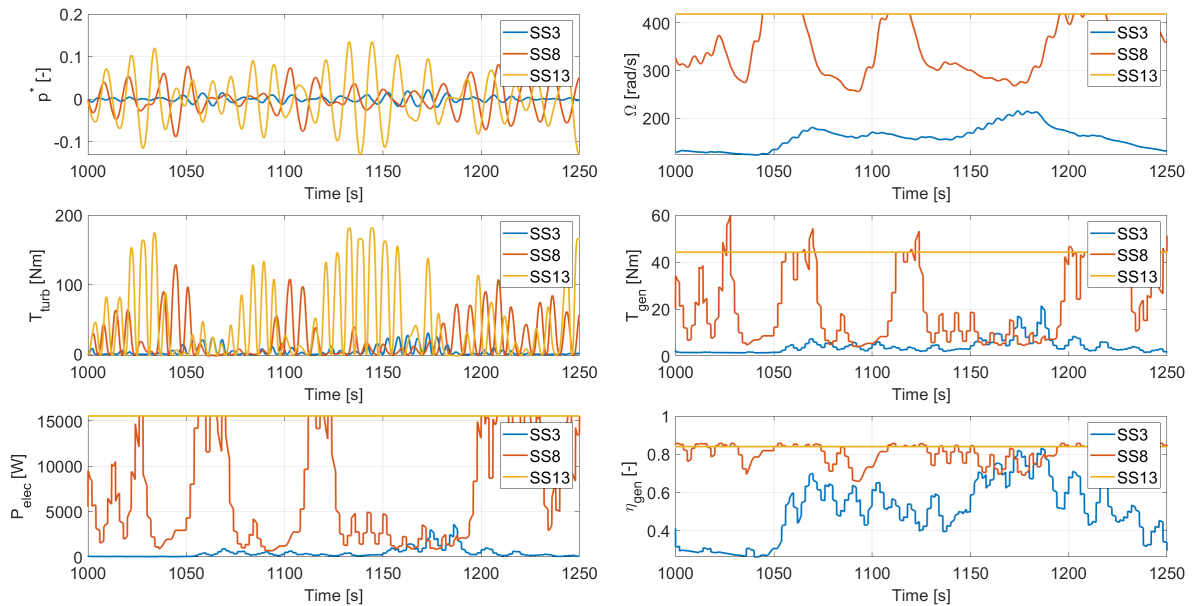 0.2
0.1
0
-0.1
p* [-]
SS3
SS8
SS13
1000 1050 1100 1150 1200 1250
Time [s]
400
300
200
Ω [rad/s]
SS3
SS8
SS13
1000 1050 1100 1150 1200 1250
Time [s]
200
100
0
T_turb [Nm]
SS3
SS8
SS13
1000 1050 1100 1150 1200 1250
Time [s]
60
40
20
0
T_gen [Nm]
SS3
SS8
SS13
1000 1050 1100 1150 1200 1250
Time [s]
15000
10000
5000
0
P_elec [W]
SS3
SS8
SS13
1000 1050 1100 1150 1200 1250
Time [s]
1
0.8
0.6
0.4
η_gen [-]
SS3
SS8
SS13
1000 1050 1100 1150 1200 1250
Time [s]